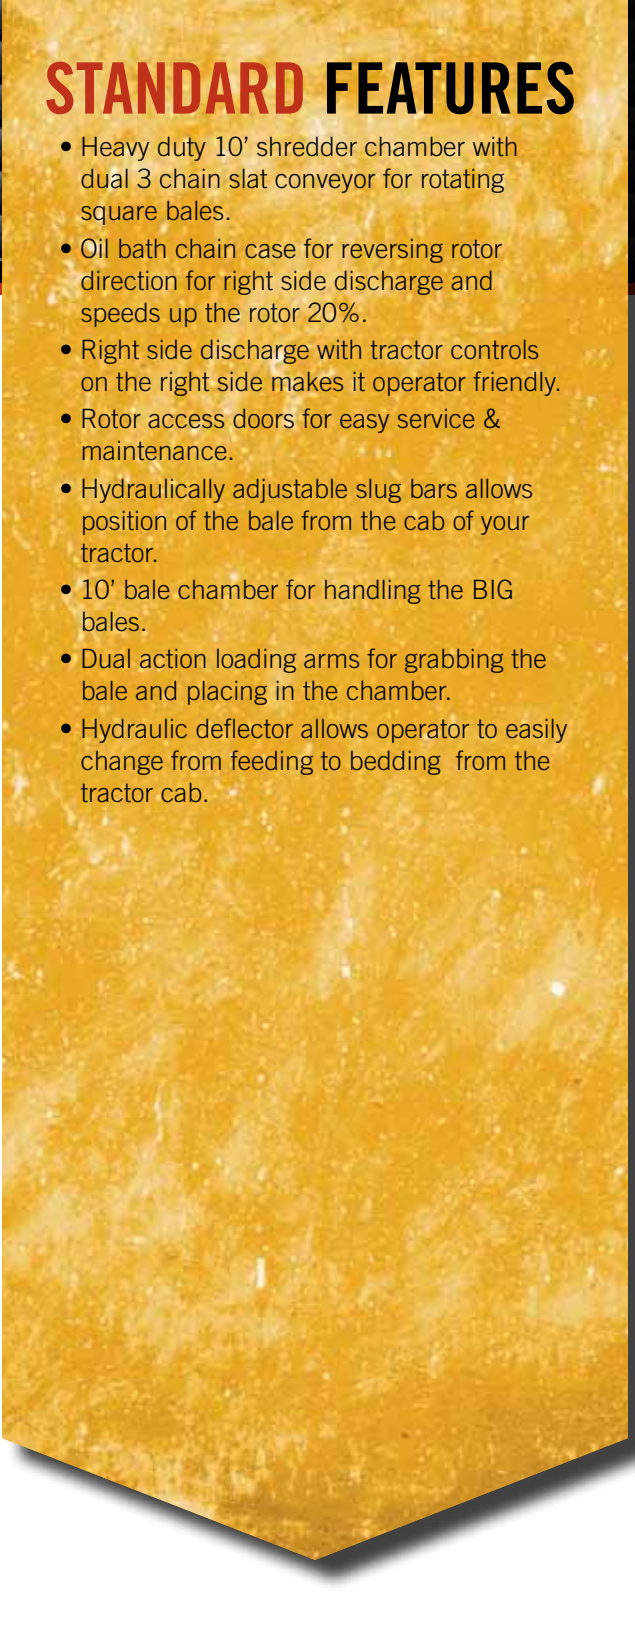 STANDARD FEATURES
• Heavy duty 10’ shredder chamber with
dual 3 chain slat conveyor for rotating
square bales.
• Oil bath chain case for reversing rotor
direction for right side discharge and
speeds up the rotor 20%.
• Right side discharge with tractor controls
on the right side makes it operator friendly.
• Rotor access doors for easy service &
maintenance.
• Hydraulically adjustable slug bars allows
position of the bale from the cab of your
tractor.
• 10’ bale chamber for handling the BIG
bales.
• Dual action loading arms for grabbing the
bale and placing in the chamber.
• Hydraulic deflector allows operator to easily
change from feeding to bedding  from the
tractor cab.